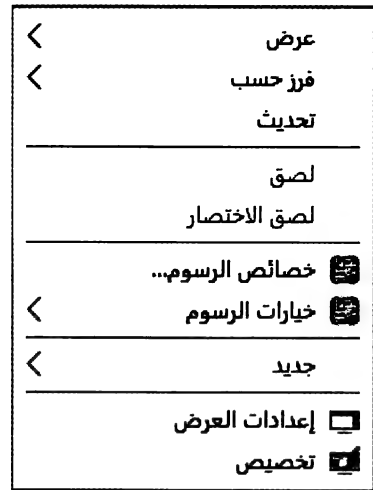 عرض
فرز حسب
تحديث
لصق
لصق الاختصار
خصائص الرسوم...
خيارات الرسوم
جديد
إعدادات العرض
تخصيص